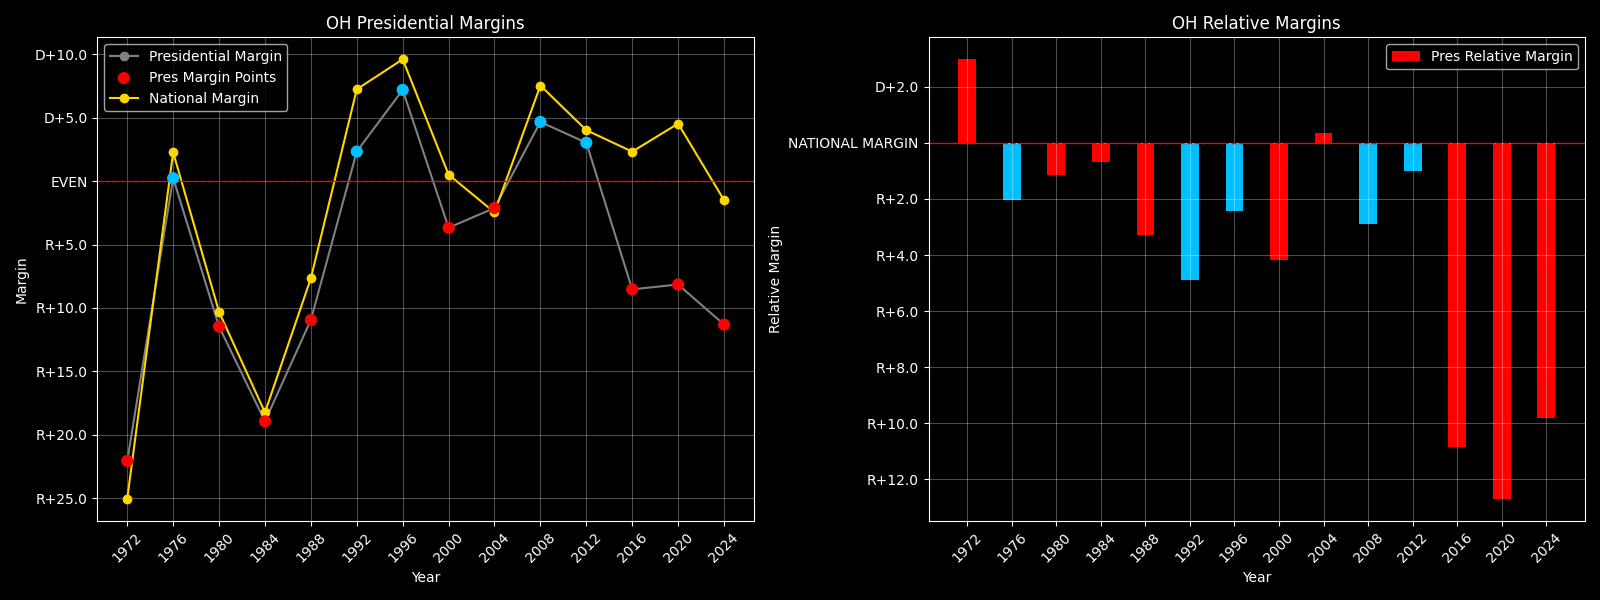 OH Presidential Margins
Presidential Margin
Pres Margin Points
National Margin
D+10.0
D+5.0
EVEN
R+5.0
R+10.0
R+15.0
R+20.0
R+25.0
Margin
1972
1976
1980
1984
1988
1992
1996
2000
2004
2008
2012
2016
2020
2024
Year
OH Relative Margins
Pres Relative Margin
D+2.0
NATIONAL MARGIN
R+2.0
R+4.0
R+6.0
R+8.0
R+10.0
R+12.0
Relative Margin
1972
1976
1980
1984
1988
1992
1996
2000
2004
2008
2012
2016
2020
2024
Year